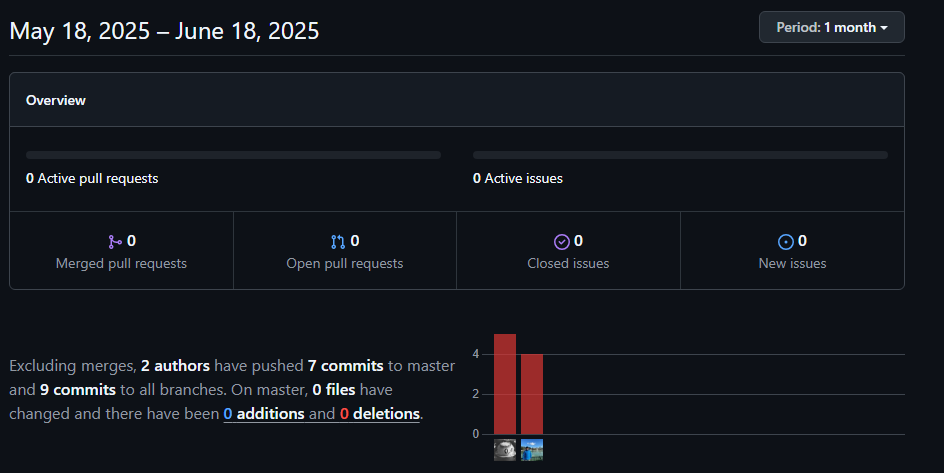 May 18, 2025 – June 18, 2025
Period: 1 month
Overview
0 Active pull requests
0 Active issues
0
Merged pull requests
0
Open pull requests
0
Closed issues
0
New issues
Excluding merges, 2 authors have pushed 7 commits to master
and 9 commits to all branches. On master, 0 files have
changed and there have been 0 additions and 0 deletions.
4
2
0